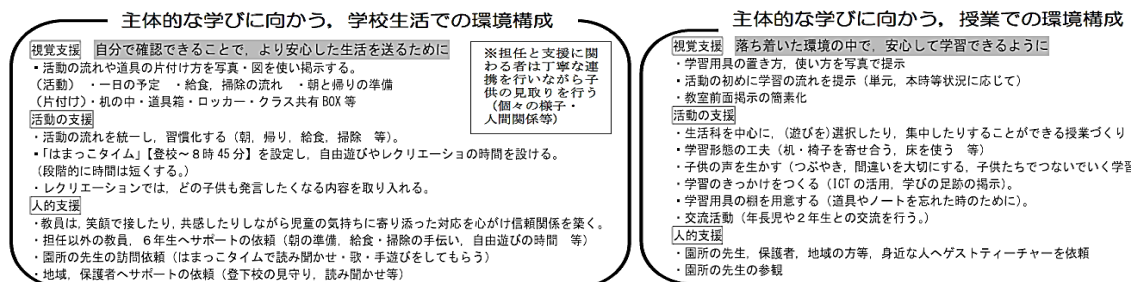 主体的な学びに向かう，学校生活での環境構成
視覚支援 自分で確認できることで，より安心した生活を送るために
▪活動の流れや道具の片付け方を写真・図を使い掲示する。
（活動） ・一日の予定 ・給食，掃除の流れ ・朝と帰りの準備
（片付け）・机の中・道具箱・ロッカー・クラス共有 BOX 等
※担任と支援に関
わる者は丁寧な連
携を行いながら子
供の見取りを行う
（個々の様子・
人間関係等）
活動の支援
・活動の流れを統一し，習慣化する（朝，帰り，給食，掃除 等）。
▪「はまっこタイム」【登校～８時 45 分】を設定し，自由遊びやレクリエーショの時間を設ける。
（段階的に時間は短くする。）
・レクリエーションでは，どの子供も発言したくなる内容を取り入れる。
人的支援
・教員は，笑顔で接したり，共感したりしながら児童の気持ちに寄り添った対応を心がけ信頼関係を築く。
・担任以外の教員，６年生へサポートの依頼（朝の準備，給食・掃除の手伝い，自由遊びの時間 等）
・園所の先生の訪問依頼（はまっこタイムで読み聞かせ・歌・手遊びをしてもらう）
・地域，保護者へサポートの依頼（登下校の見守り，読み聞かせ等）
主体的な学びに向かう，授業での環境構成
視覚支援 落ち着いた環境の中で，安心して学習できるように
・学習用具の置き方，使い方を写真で提示
・活動の初めに学習の流れを提示（単元，本時等状況に応じて）
・教室前面掲示の簡素化
活動の支援
・生活科を中心に，（遊びを）選択したり，集中したりすることができる授業づくり
▪学習形態の工夫（机・椅子を寄せ合う，床を使う 等）
・子供の声を生かす（つぶやき，間違いを大切にする，子供たちでつないでいく学習
・学習のきっかけをつくる（ICT の活用，学びの足跡の掲示）。
・学習用具の棚を用意する（道具やノートを忘れた時のために）。
・交流活動（年長児や２年生との交流を行う。）
人的支援
・園所の先生，保護者，地域の方等，身近な人へゲストティーチャーを依頼
・園所の先生の参観